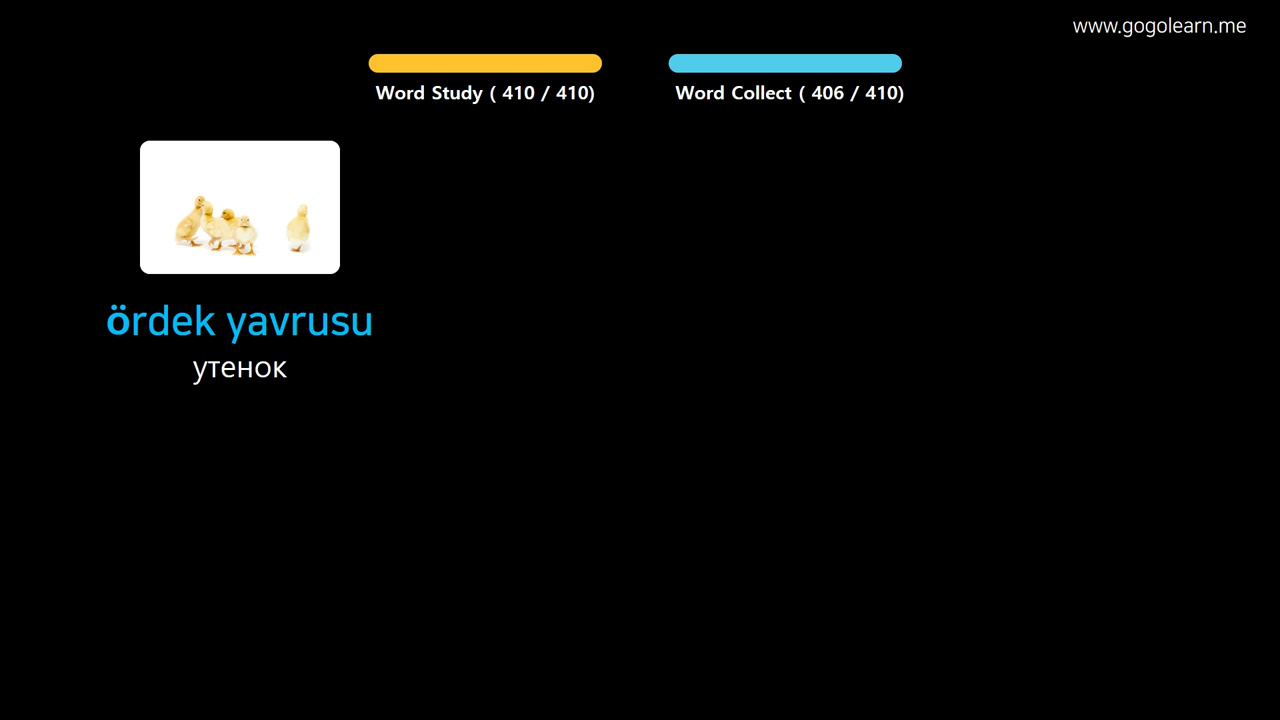 www.gogolearn.me
Word Study ( 410 / 410)
Word Collect ( 406 / 410)
ördek yavrusu
утенок